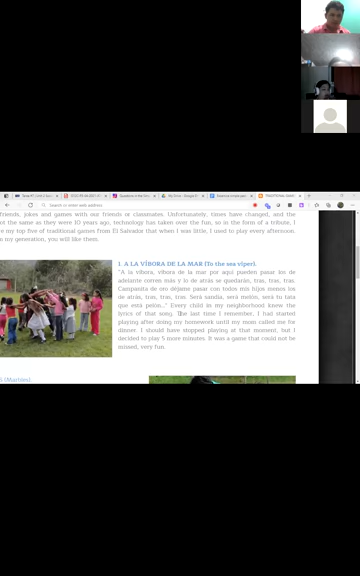 Search or enter web address
friends, jokes and games with our friends or classmates. Unfortunately, times have changed, and the
ot the same as they were 10 years ago, technology has taken over the fun, so in the form of a tribute, I
e my top five of traditional games from El Salvador that when I was little, I used to play every afternoon.
n my generation, you will like them.
1. A LA VÍBORA DE LA MAR (To the sea viper).
"A la víbora, víbora de la mar por aquí pueden pasar los de
adelante corren más y lo de atrás se quedarán, tras, tras, tras.
Campanita de oro déjame pasar con todos mis hijos menos los
de atrás, tras, tras, tras. Será sandía, será melón, será tu tata
que está pelón..." Every child in my neighborhood knew the
lyrics of that song. The last time I remember, I had started
playing after doing my homework until my mom called me for
dinner. I should have stopped playing at that moment, but I
decided to play 5 more minutes. It was a game that could not be
missed, very fun.
S (Marbles)